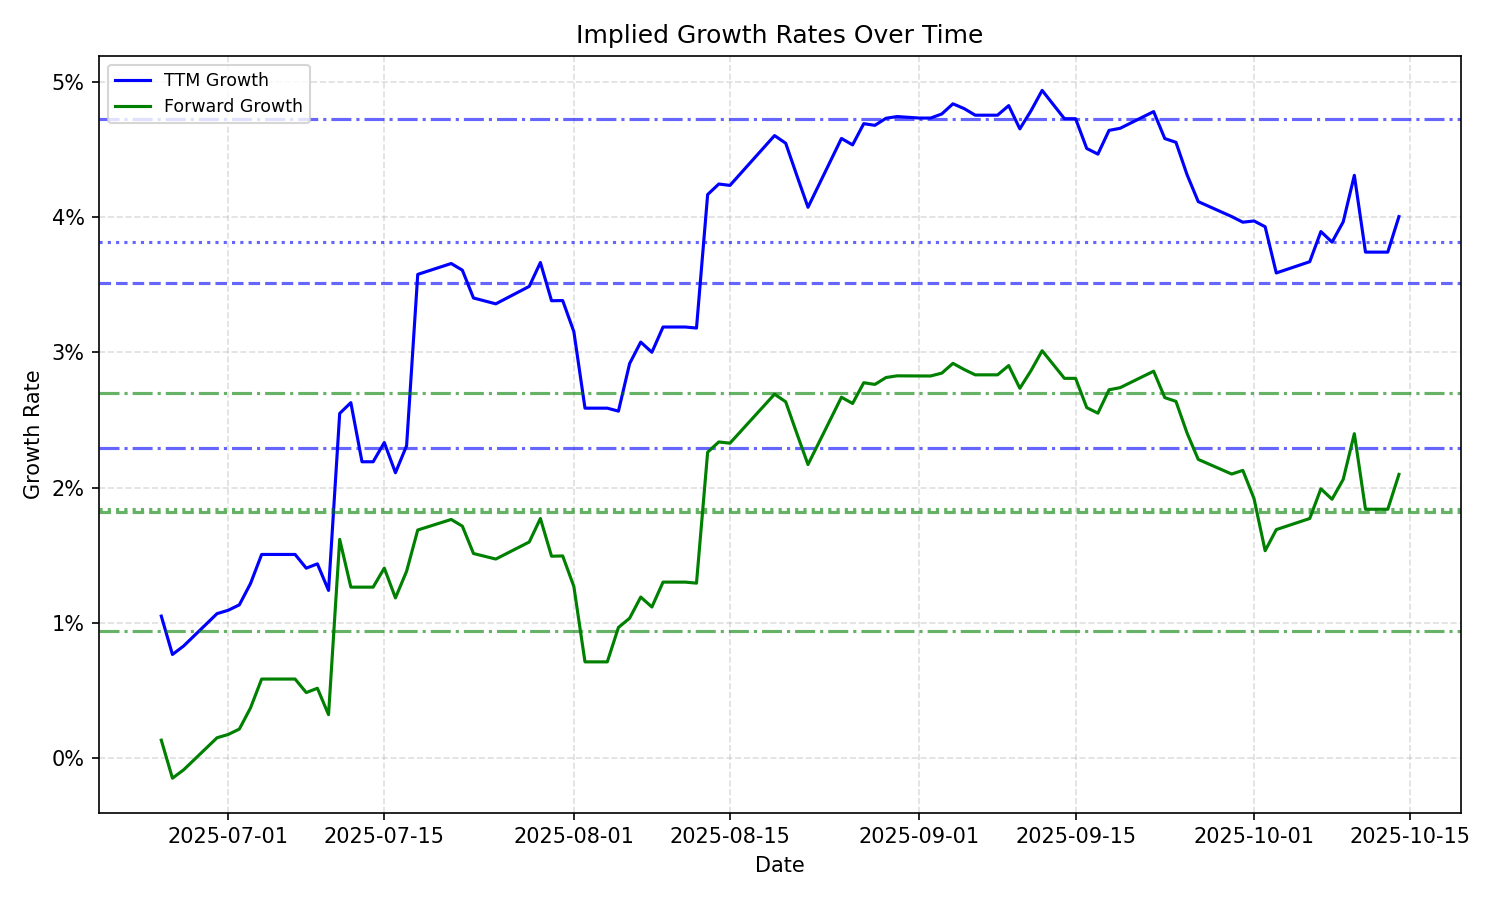 Implied Growth Rates Over Time
TTM Growth
Forward Growth
5%
4%
3%
2%
1%
0%
Growth Rate
2025-07-01 2025-07-15 2025-08-01 2025-08-15 2025-09-01 2025-09-15 2025-10-01 2025-10-15
Date